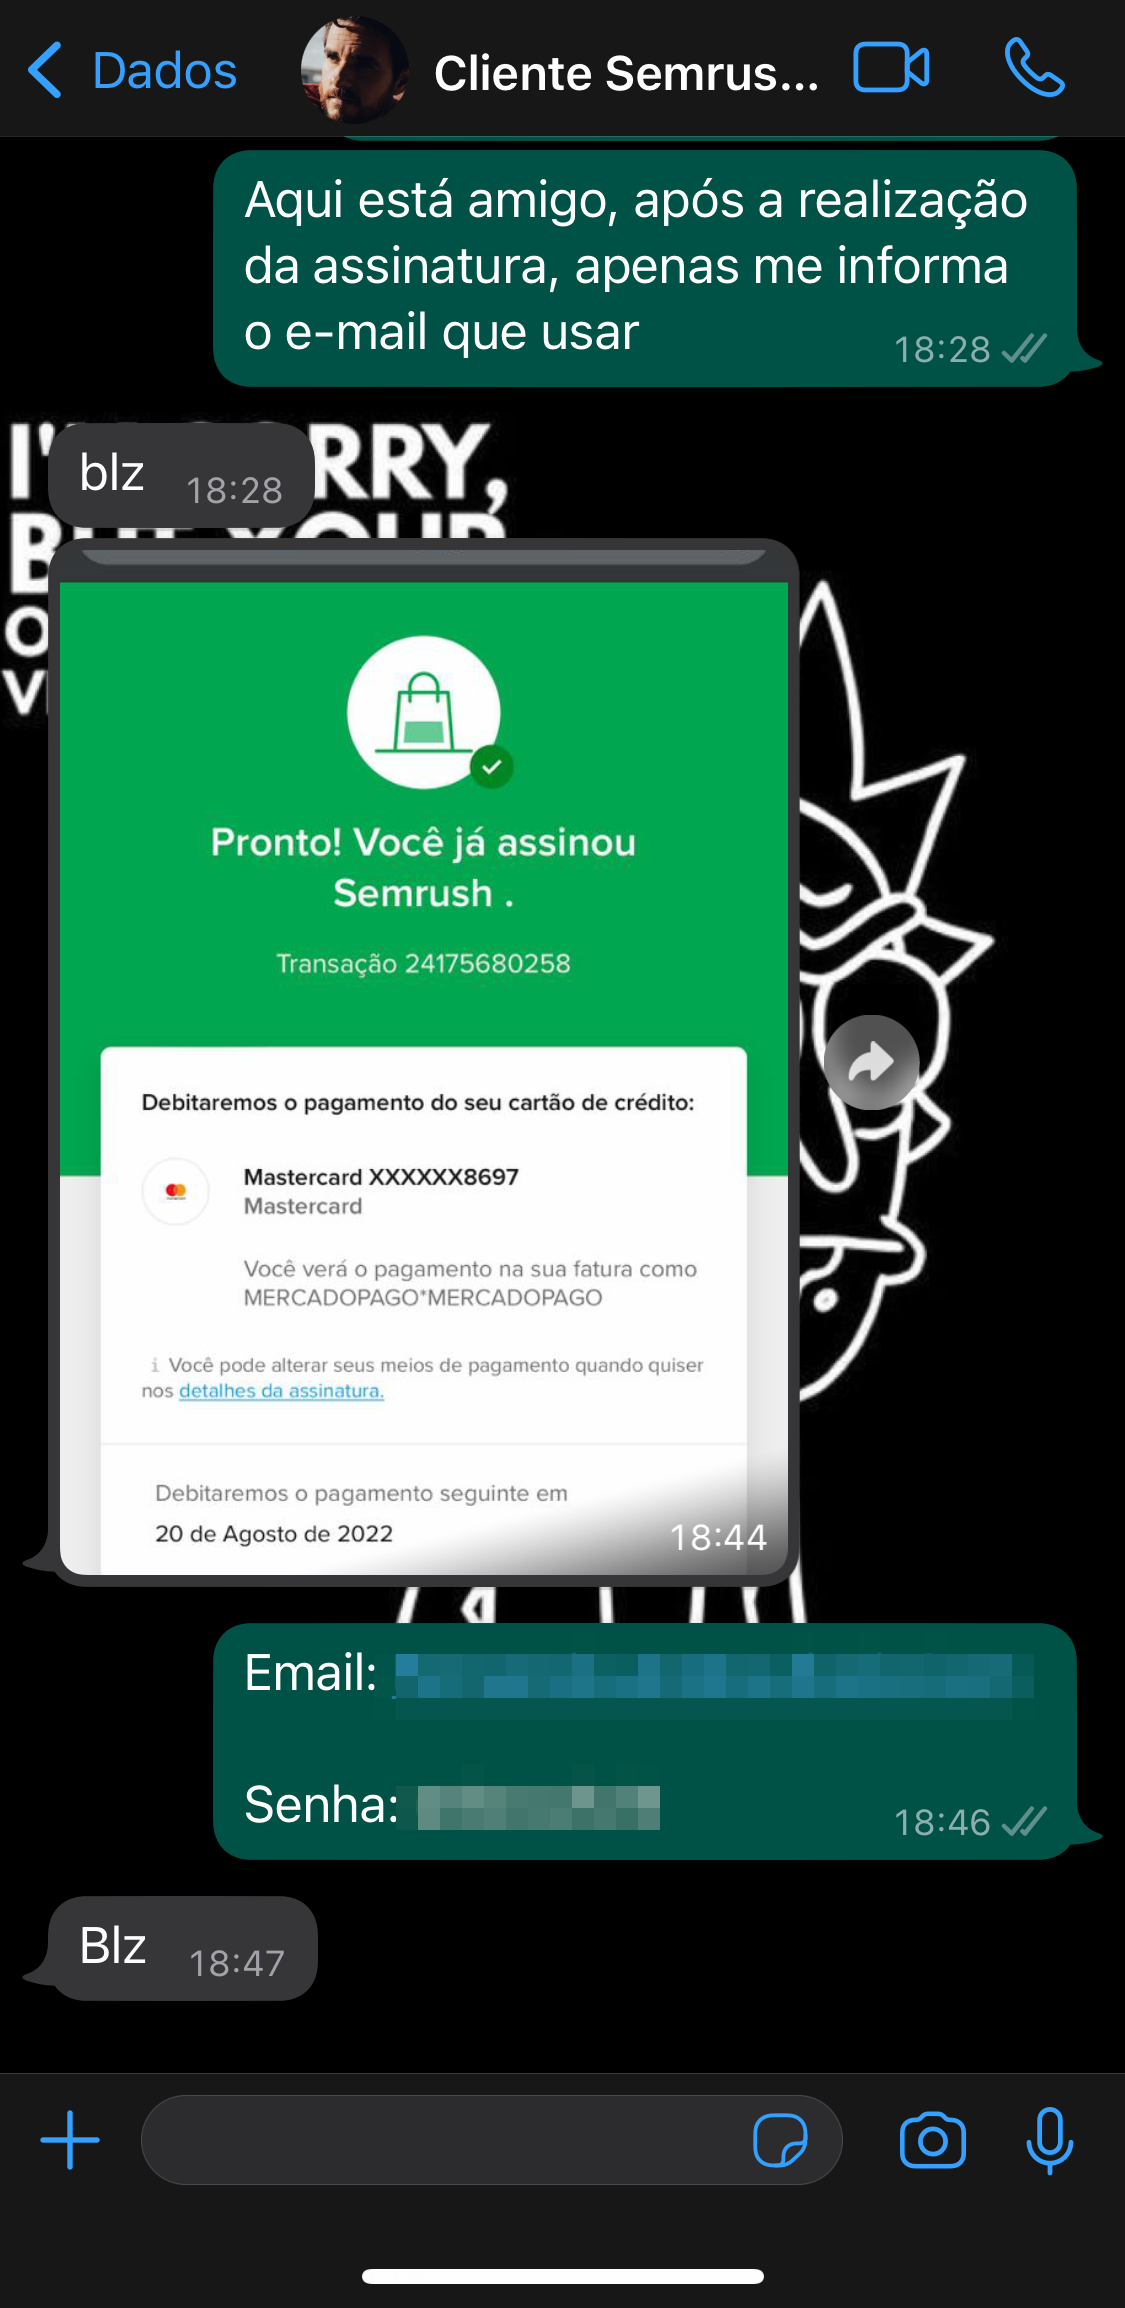 Dados
Cliente Semrus...
Aqui está amigo, após a realização
da assinatura, apenas me informa
o e-mail que usar
18:28
RRY,
blz
18:28
Pronto! Você já assinou
Semrush .
Transação 24175680258
Debitaremos o pagamento do seu cartão de crédito:
Mastercard XXXXXX8697
Mastercard
Você verá o pagamento na sua fatura como
MERCADOPAGO*MERCADOPAGO
i Você pode alterar seus meios de pagamento quando quiser
nos detalhes da assinatura.
Debitaremos o pagamento seguinte em
20 de Agosto de 2022
18:44
Email:
Senha:
18:46
Blz
18:47